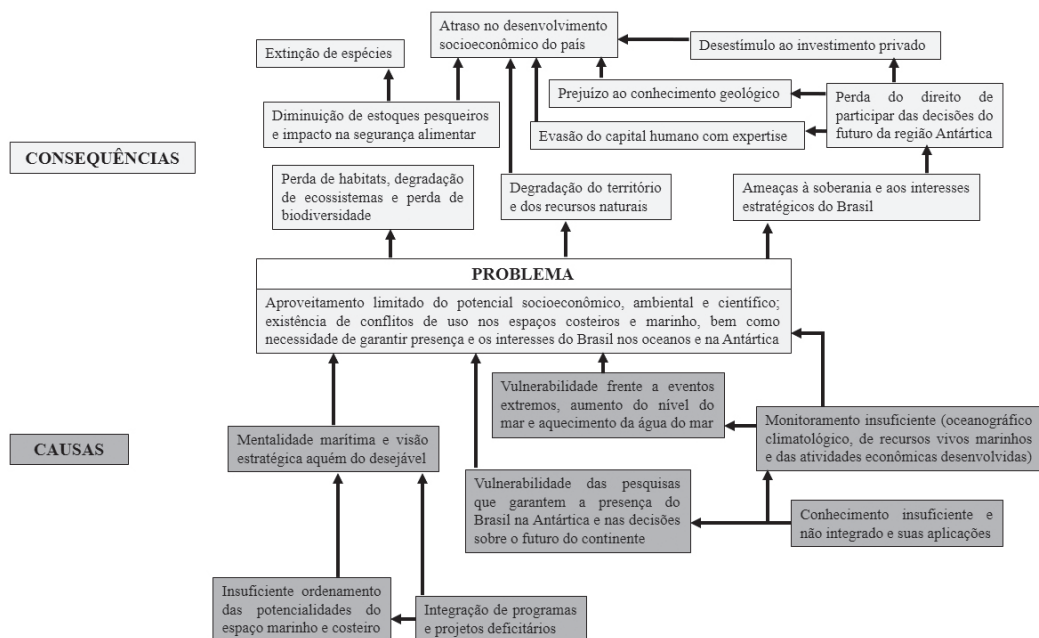 Atraso no desenvolvimento
socioeconômico do país
Desestímulo ao investimento privado
Extinção de espécies
Prejuízo ao conhecimento geológico
Perda do direito de
participar das decisões do
futuro da região Antártica
Diminuição de estoques pesqueiros
e impacto na segurança alimentar
Evasão do capital humano com expertise
CONSEQUÊNCIAS
Perda de habitats, degradação
de ecossistemas e perda de
biodiversidade
Degradação do território
e dos recursos naturais
Ameaças à soberania e aos interesses
estratégicos do Brasil
PROBLEMA
Aproveitamento limitado do potencial socioeconômico, ambiental e científico;
existência de conflitos de uso nos espaços costeiros e marinho, bem como
necessidade de garantir presença e os interesses do Brasil nos oceanos e na Antártica
Vulnerabilidade frente a eventos
extremos, aumento do nível do
mar e aquecimento da água do mar
Monitoramento insuficiente (oceanográfico
climatológico, de recursos vivos marinhos
e das atividades econômicas desenvolvidas)
CAUSAS
Mentalidade marítima e visão
estratégica aquém do desejável
Vulnerabilidade das pesquisas
que garantem a presença do
Brasil na Antártica e nas decisões
sobre o futuro do continente
Conhecimento insuficiente e
não integrado e suas aplicações
Insuficiente ordenamento
das potencialidades do
espaço marinho e costeiro
Integração de programas
e projetos deficitários